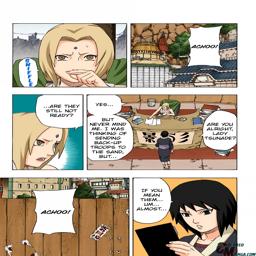 SNIFFLE
ACHOO!
...ARE THEY
STILL NOT
READY?
YES...
BUT
NEVER MIND
ME. I WAS
THINKING OF
SENDING
BACK-UP
TROOPS TO
THE SAND,
BUT...
ARE YOU
ALRIGHT,
LADY
TSUNADE?
ACHOO!
IF YOU
MEAN
THEM...
UM..
ALMOST...